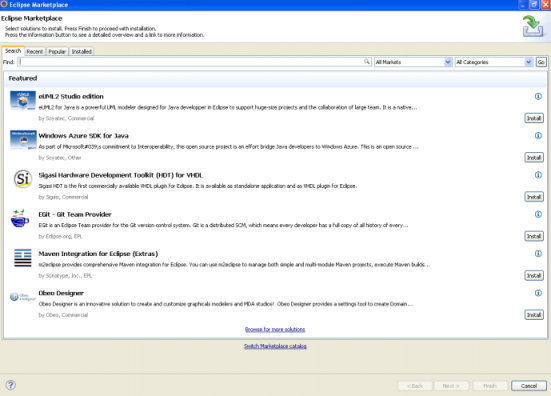 Eclipse Marketplace
Eclipse Marketplace
Select solutions to install. Press Finish to proceed with installation.
Press the information button to see a detailed overview and a link to more information.
Search Recent Popular Installed
Find: All Markets All Categories Go
Featured
eUML2 Studio edition
eUML2 for Java is a powerful UML modeler designed for Java developer in Eclipse to support huge-size projects and the collaboration of large team. It is a native...
by Soyatec, Commercial Install
Windows Azure SDK for Java
As part of Microsoft&#039;s commitment to Interoperability, this open source project is an effort bridge Java developers to Windows Azure. This is an open source ...
by Soyatec, Other Install
Si
Sigasi Hardware Development Toolkit (HDT) for VHDL
Sigasi HDT is the first commercially available VHDL plugin for Eclipse. It is available as standalone application and as VHDL plugin for Eclipse.
by Sigasi, Commercial Install
EGit - Git Team Provider
EGit is an Eclipse Team provider for the Git version control system. Git is a distributed SCM, which means every developer has a full copy of all history of every...
by Eclipse.org, EPL Install
Maven Integration for Eclipse (Extras)
m2eclipse provides comprehensive Maven integration for Eclipse. You can use m2eclipse to manage both simple and multi-module Maven projects, execute Maven builds...
by Sonatype, Inc., EPL Install
Obeo Designer
Obeo Designer is an innovative solution to create and customize graphicals modelers and MDA studios! Obeo Designer provides a settings tool to create Domain...
by Obeo, Commercial Install
Browse for more solutions
Switch Marketplace catalog
< Back Next > Finish Cancel